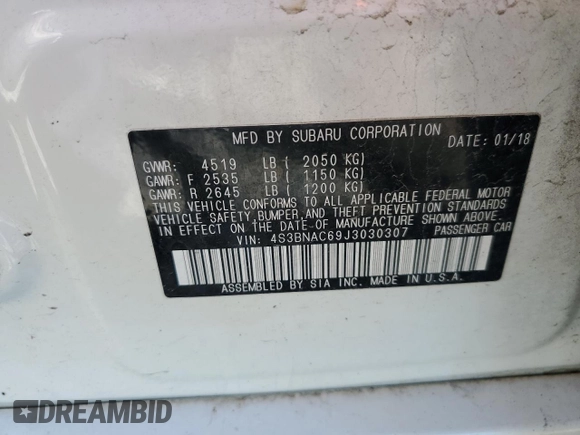 MFD BY SUBARU CORPORATION DATE: 01/18
GVWR: 4519 LB ( 2050 KG)
GAWR: F 2535 LB ( 1150 KG)
GAWR: R 2645 LB ( 1200 KG)
THIS VEHICLE CONFORMS TO ALL APPLICABLE FEDERAL MOTOR
VEHICLE SAFETY, BUMPER, AND THEFT PREVENTION STANDARDS
IN EFFECT ON THE DATE OF MANUFACTURE SHOWN ABOVE.
VIN: 4S3BNAC69J3030307 PASSENGER CAR
ASSEMBLED BY SIA INC. MADE IN U.S.A.
DREAMBID